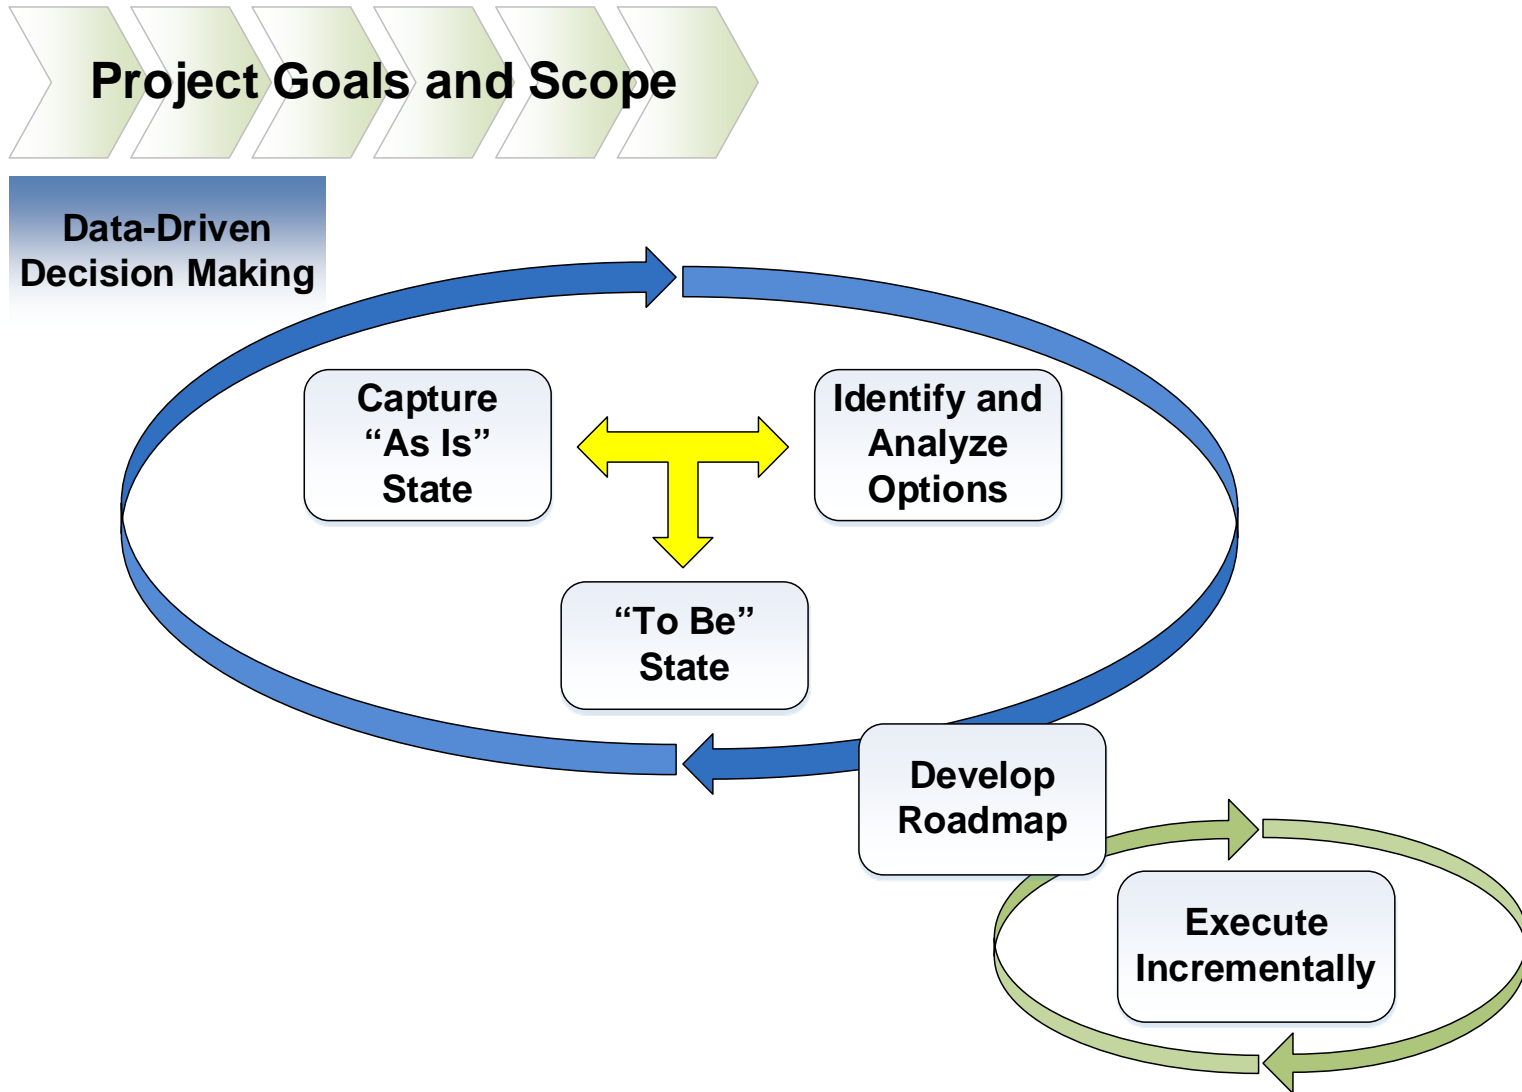 Project Goals and Scope
Data-Driven
Decision Making
Capture
“As Is”
State
Identify and
Analyze
Options
“To Be”
State
Develop
Roadmap
Execute
Incrementally